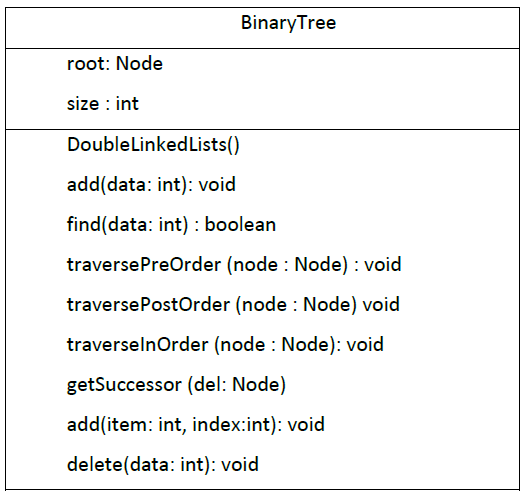 BinaryTree
root: Node
size : int
DoubleLinkedLists()
add(data: int): void
find(data: int) : boolean
traversePreOrder (node : Node) : void
traversePostOrder (node : Node) void
traverseInOrder (node : Node): void
getSuccessor (del: Node)
add(item: int, index:int): void
delete(data: int): void